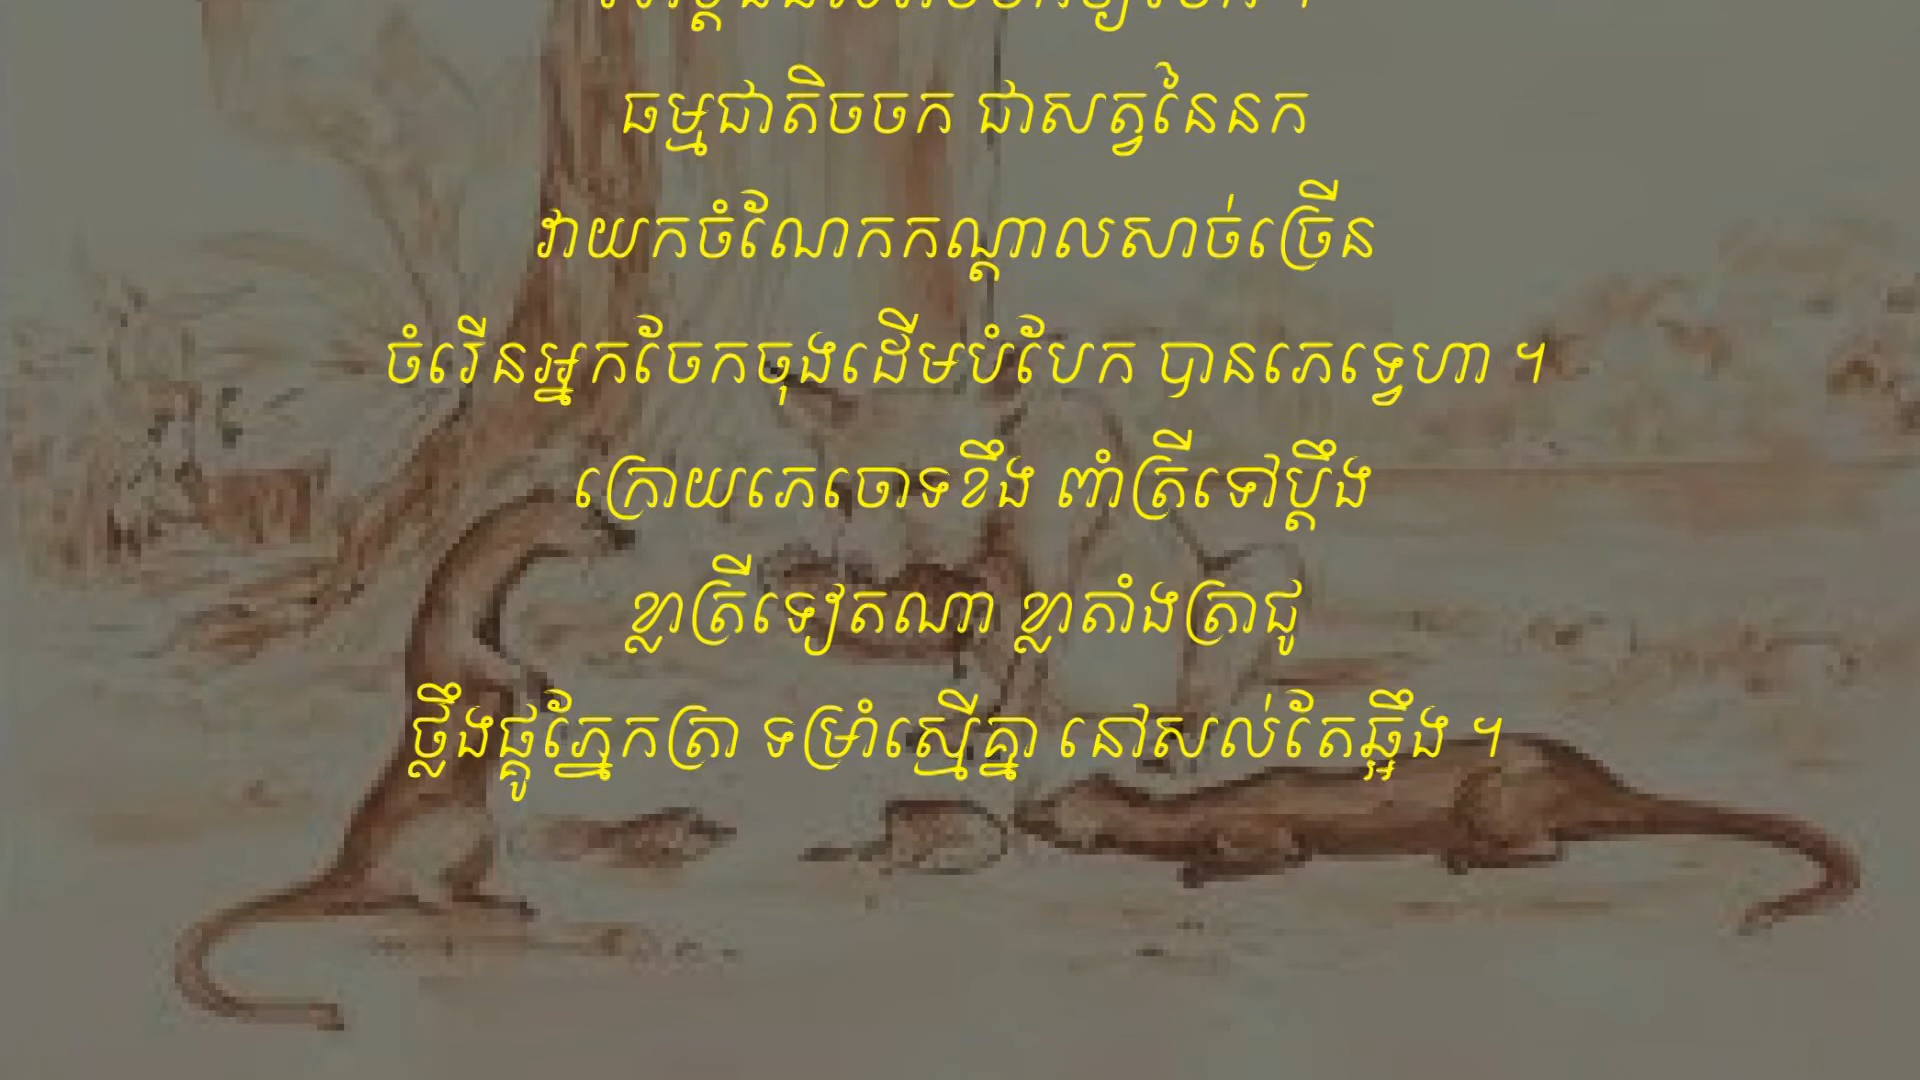 ធម្មជាតិចចក ជាសត្វនៃនក
វាយកចំណែកកណ្ដាលសាច់ច្រើន
ចំរើនអ្នកចែកចុងដើមបំបែក បានភេទ្វេហា ។
ក្រោយភេចោទខឹង ពាំត្រីទៅប្ដឹង
ខ្លាត្រីទៀតណា ខ្លាតាំងត្រាជូ
ថ្លឹងផ្គូភ្នែកត្រា ទម្រាំស្មើគ្នា នៅសល់តែឆ្អឹង ។